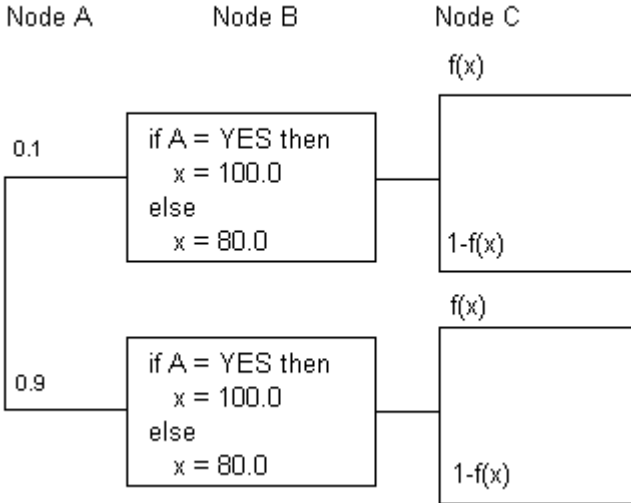 Node A Node B Node C
f(x)
0.1
if A = YES then
x = 100.0
else
x = 80.0
1-f(x)
f(x)
0.9
if A = YES then
x = 100.0
else
x = 80.0
1-f(x)